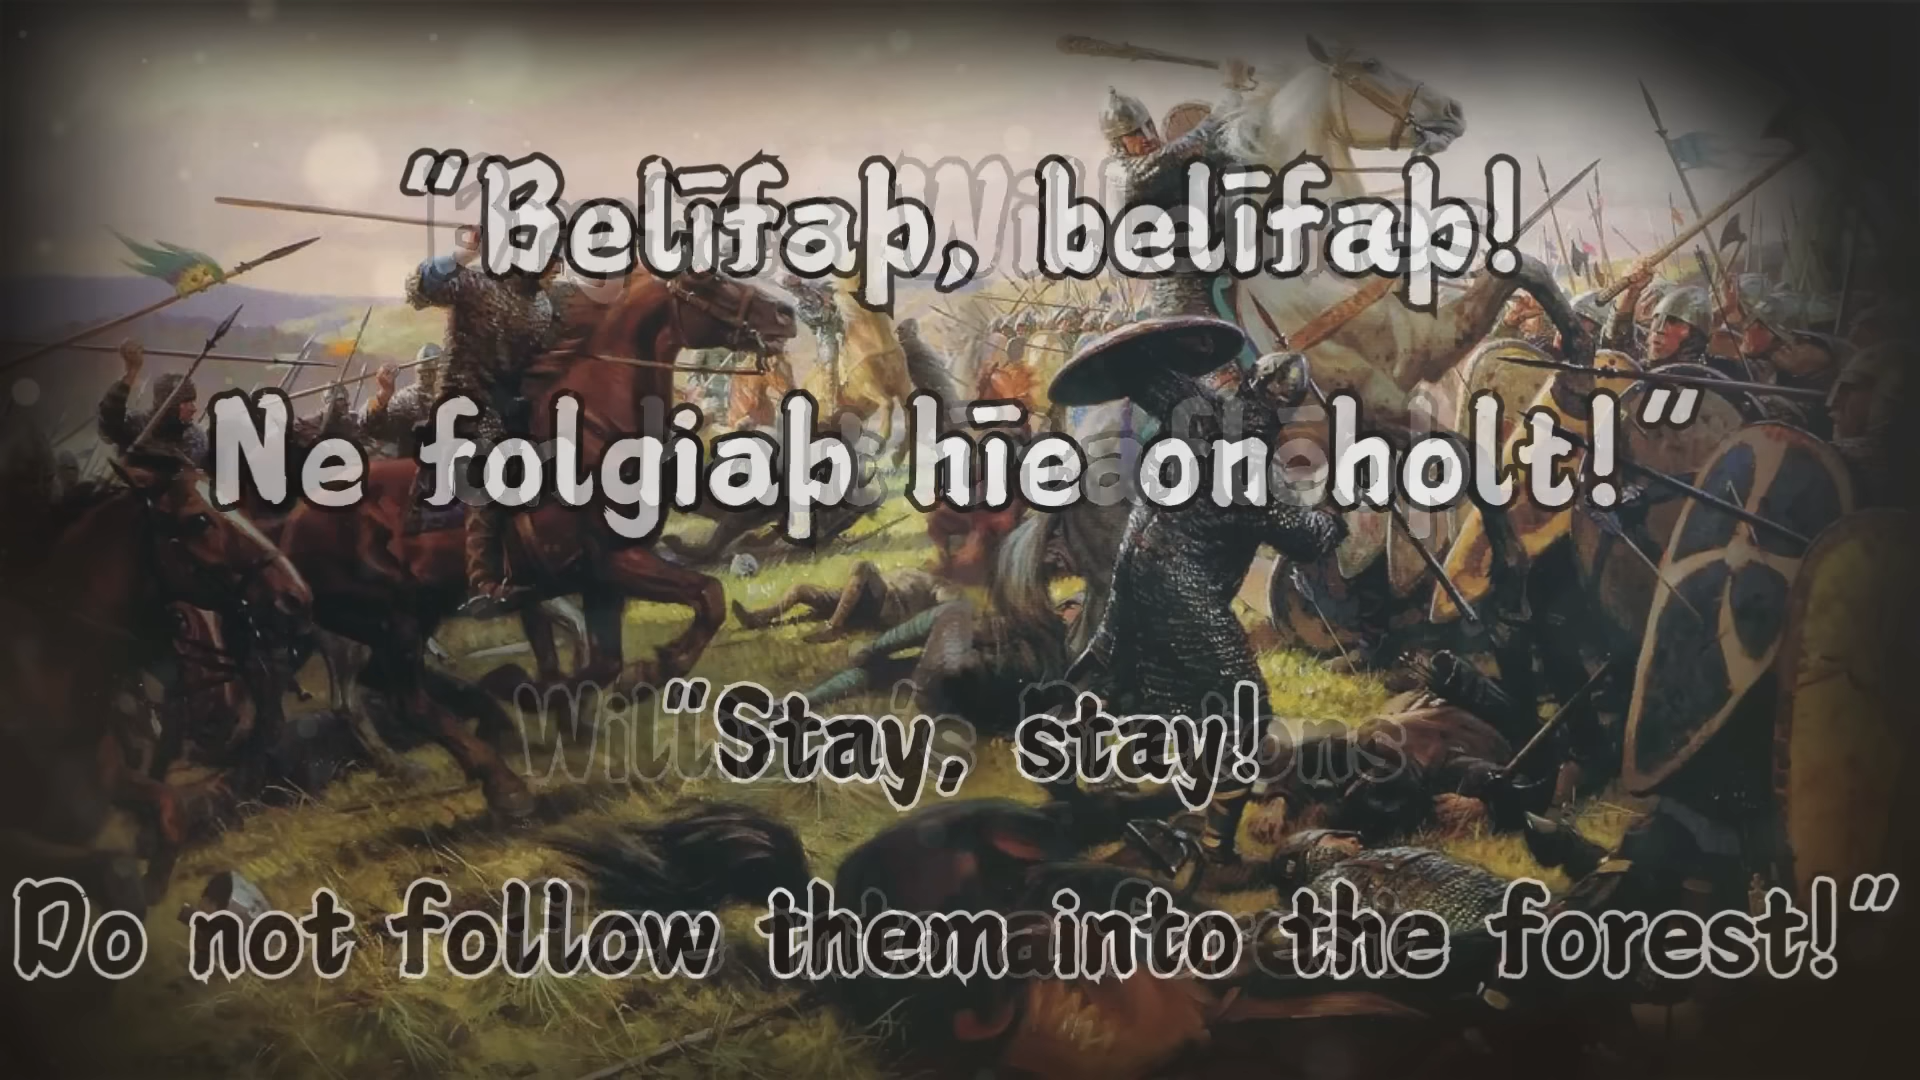 “Belīfaþ, belīfaþ!
Ne folgiaþ hīe on holt!”
“Stay, stay!
Do not follow them into the forest!”